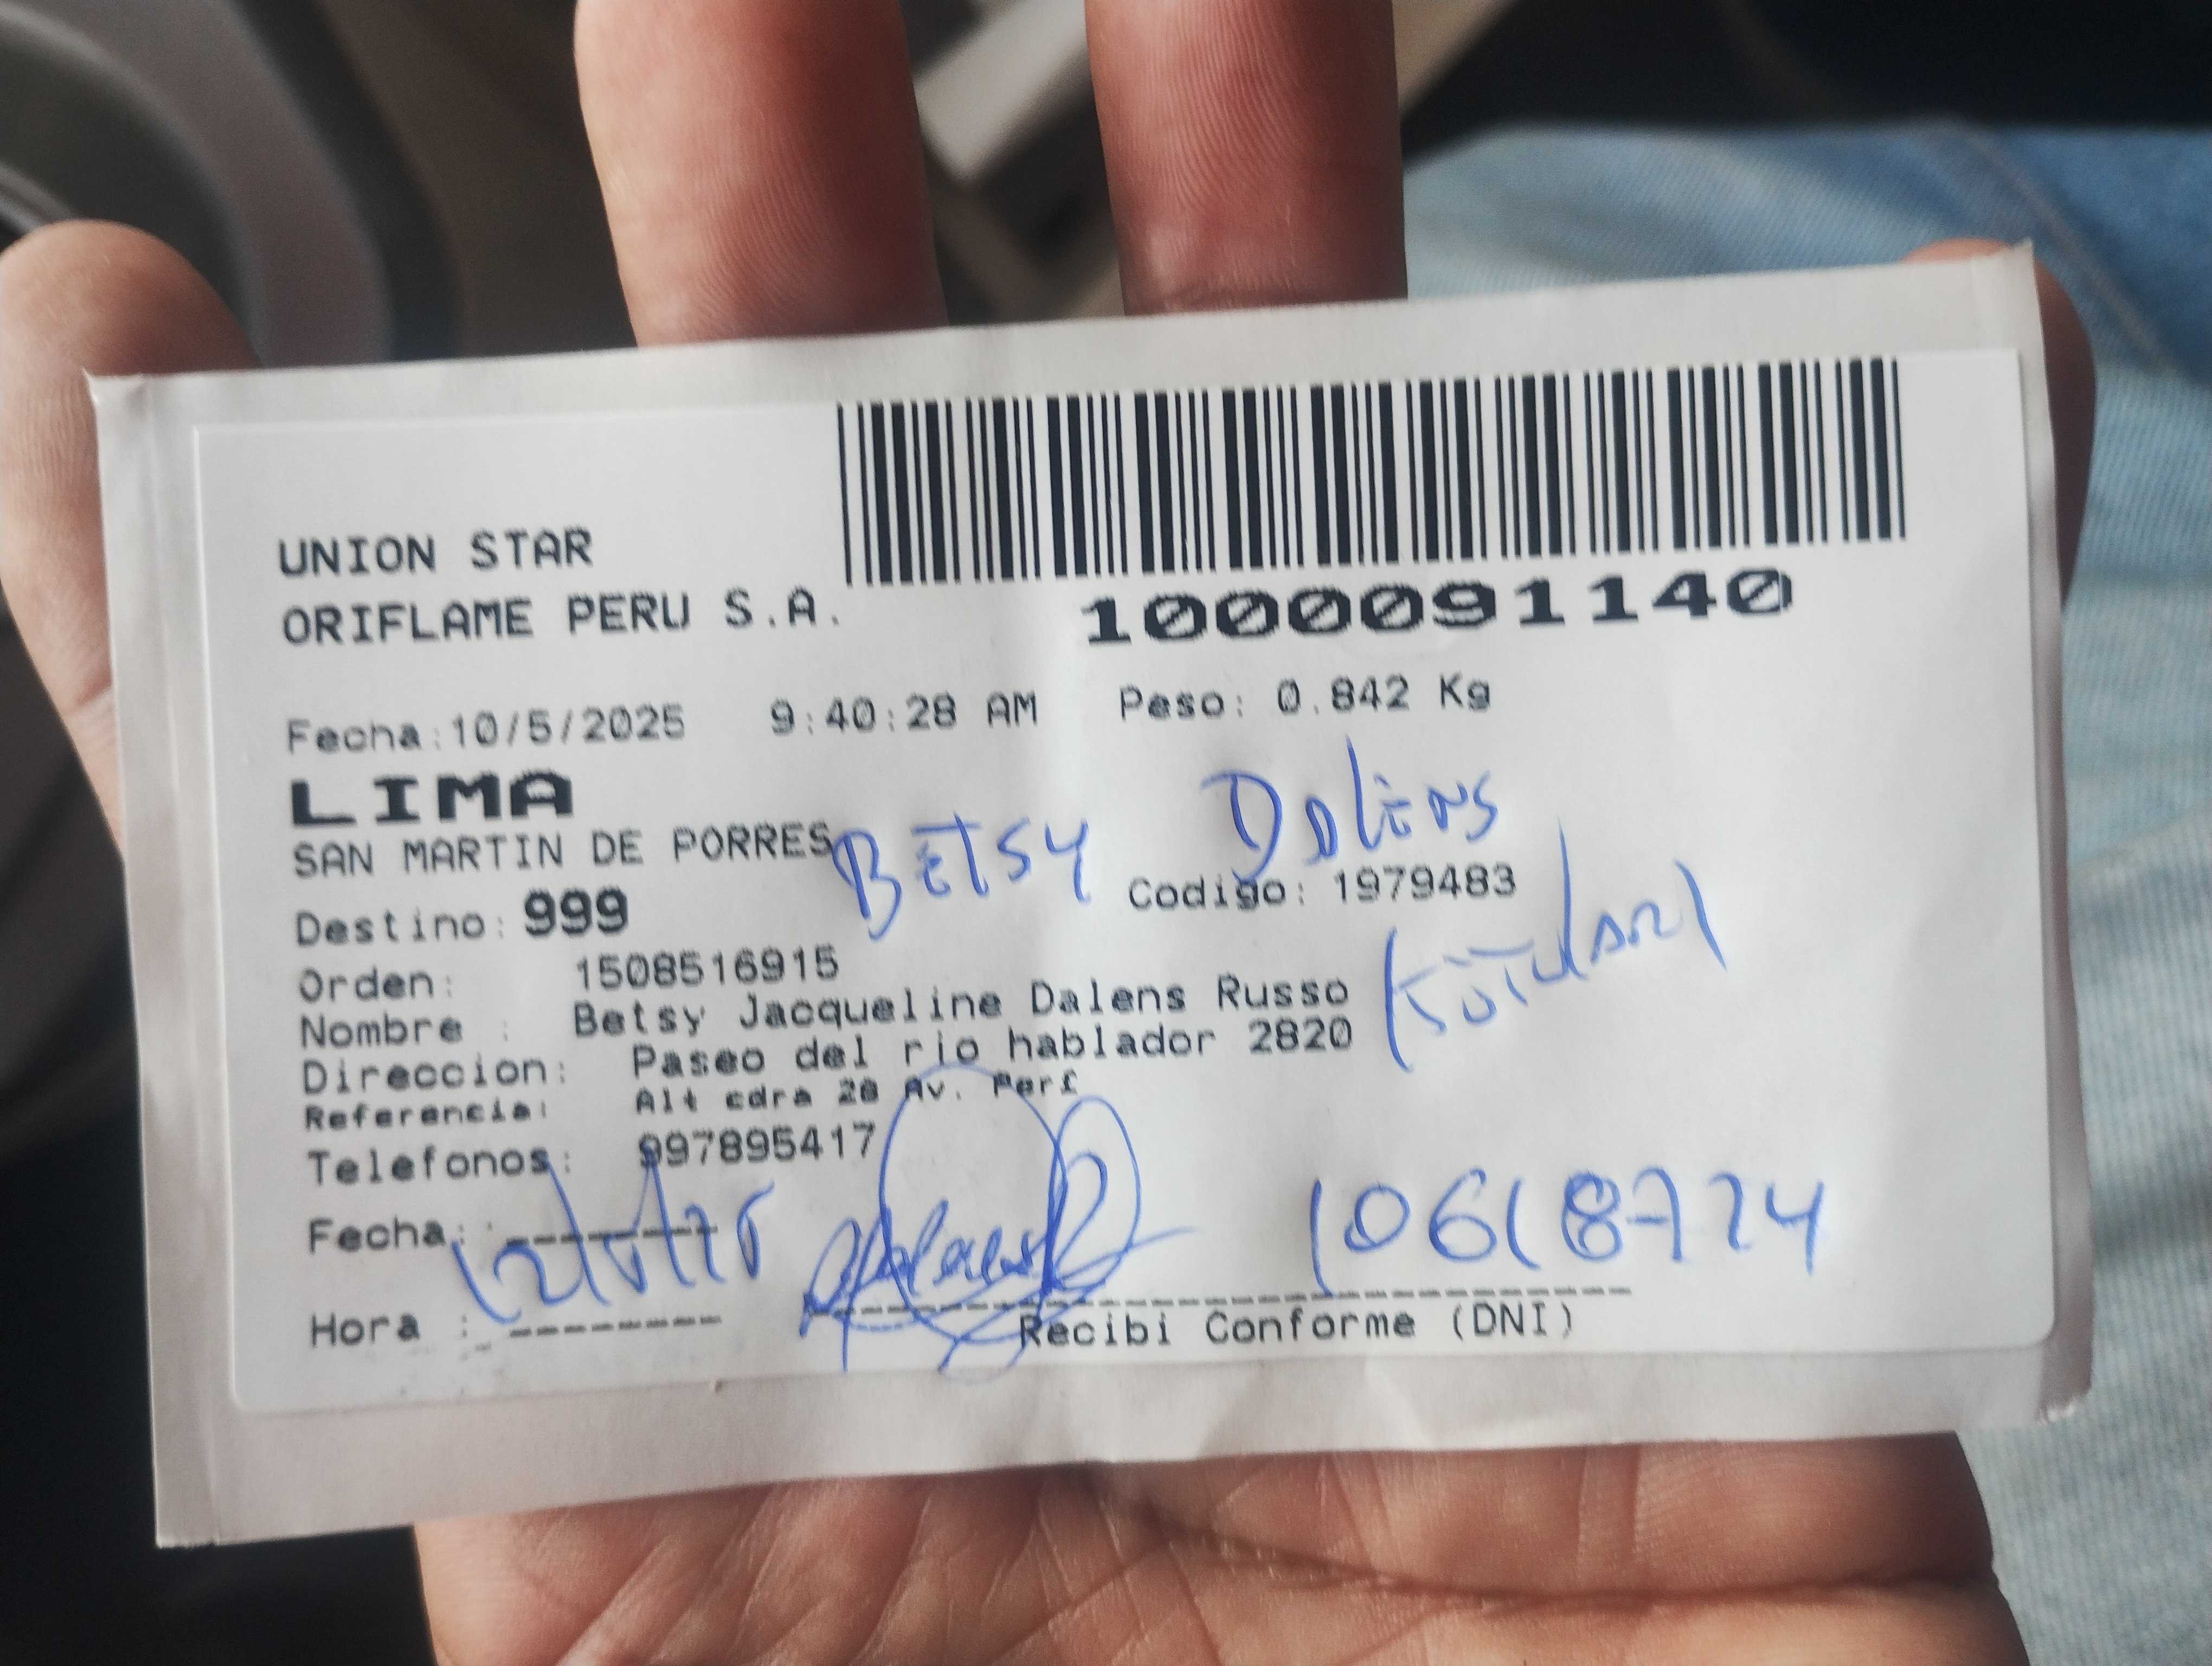 UNION STAR
ORIFLAME PERU S.A.
1000091140
Fecha:10/5/2025 9:40:28 AM Peso: 0.842 Kg
LIMA
SAN MARTIN DE PORRES
BETSY DALENS
Destino: 999 Codigo: 1979483
(TITULAR)
Orden: 1508516915
Nombre : Betsy Jacqueline Dalens Russo
Direccion: Paseo del rio hablador 2820
Referencia: Alt cdra 28 Av. Perf
Telefonos: 997895417
Fecha:
10618724
Hora :
Recibi Conforme (DNI)